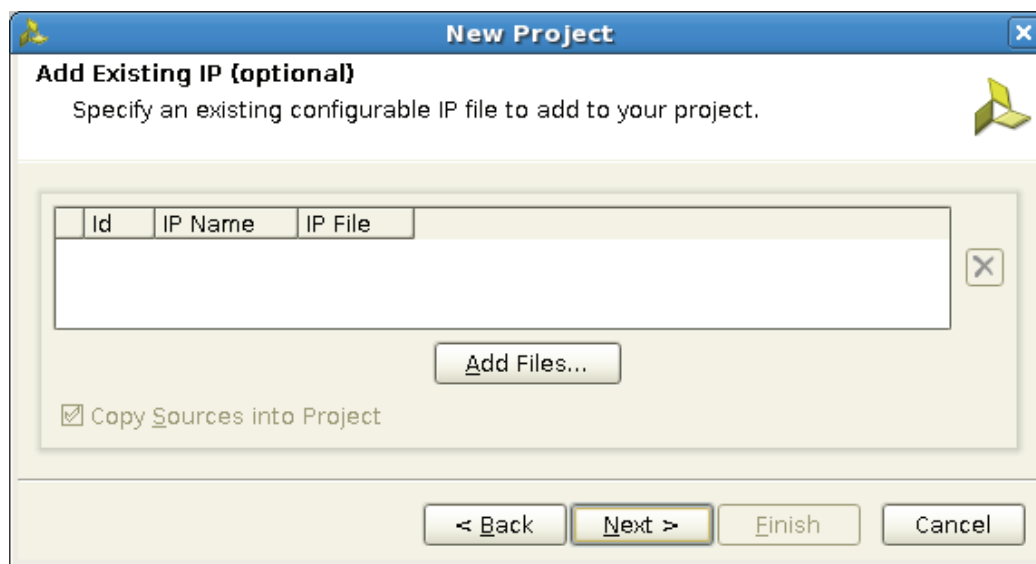 New Project
Add Existing IP (optional)
Specify an existing configurable IP file to add to your project.
Id IP Name IP File
Add Files...
Copy Sources into Project
< Back Next > Finish Cancel